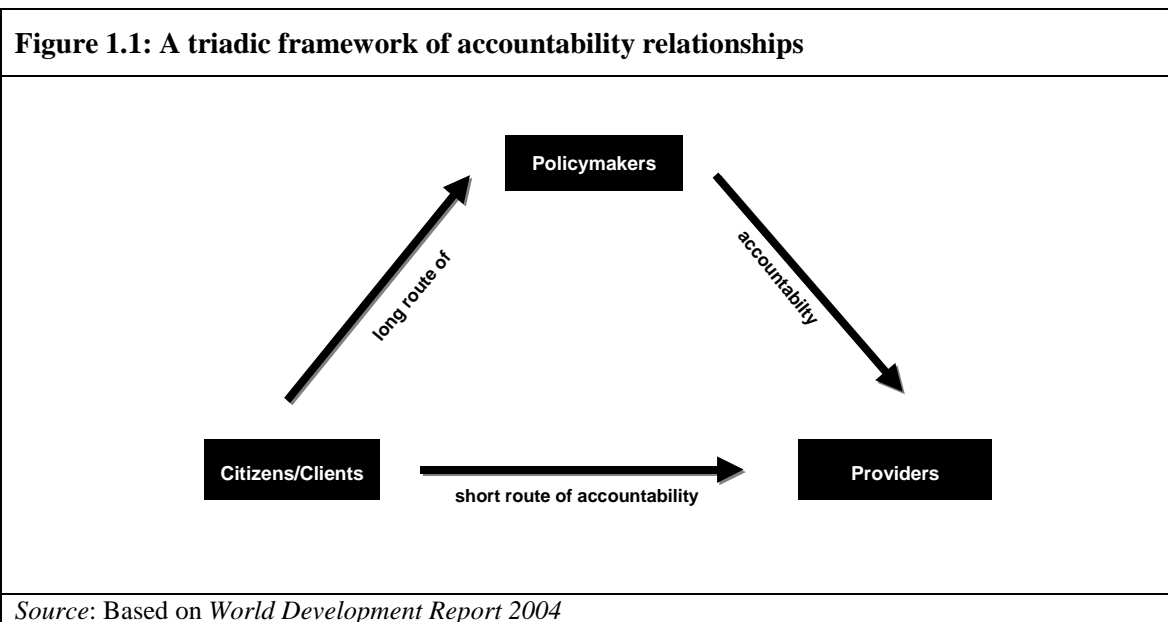 Figure 1.1: A triadic framework of accountability relationships
Policymakers
long route of
accountabilty
Citizens/Clients
short route of accountability
Providers
Source: Based on World Development Report 2004